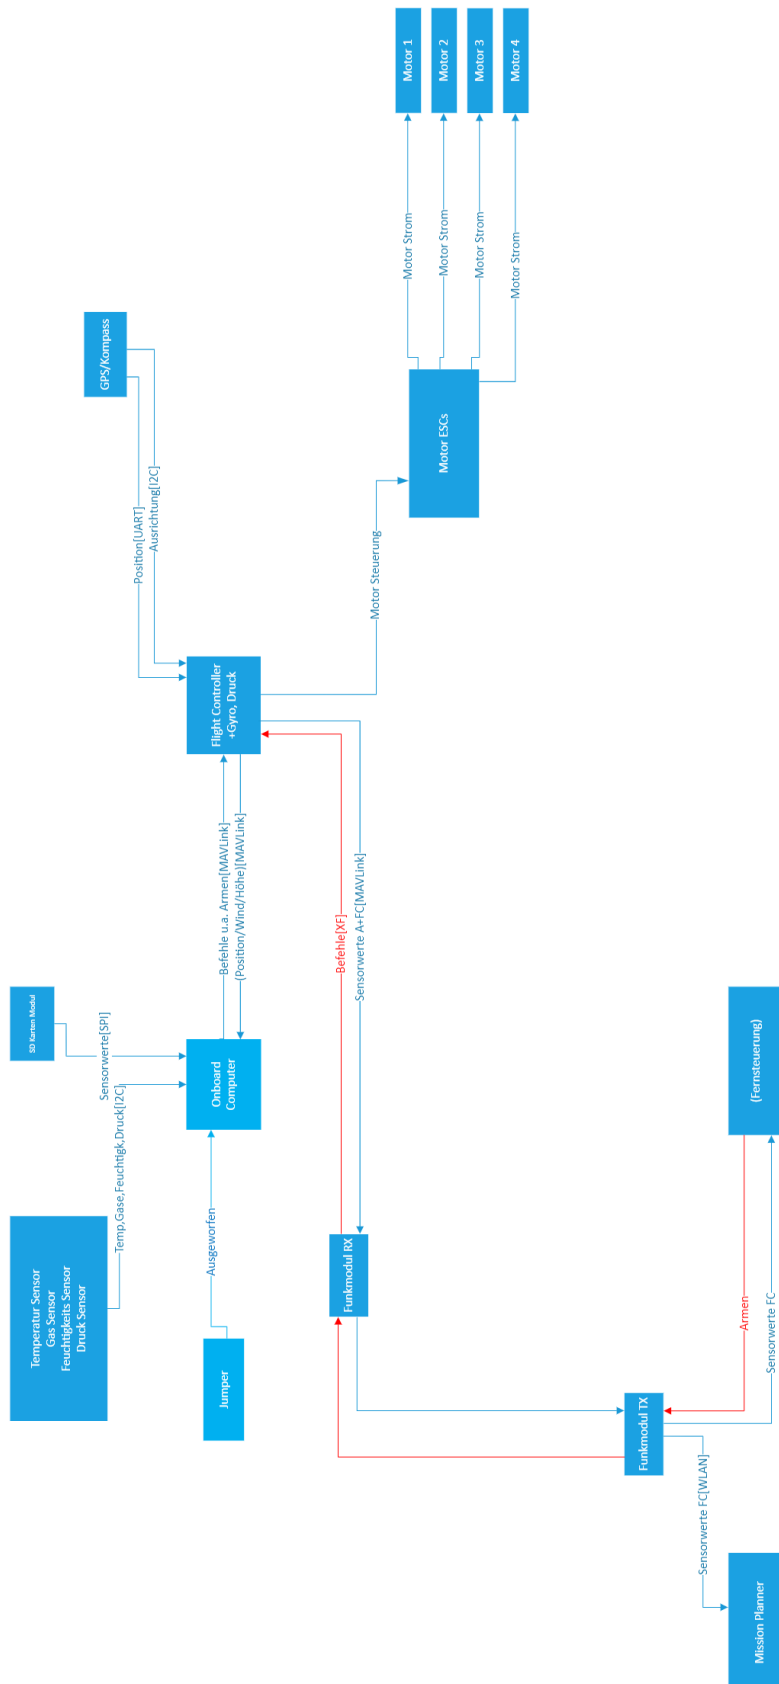 Temperatur Sensor
Gas Sensor
Feuchtigkeits Sensor
Druck Sensor
SD Karten Modul
GPS/Kompass
Temp,Gase,Feuchtigk,Druck[I2C]
Sensorwerte[SPI]
Position[UART]
Ausrichtung[I2C]
Jumper
Ausgeworfen
Onboard
Computer
Befehle u.a. Armen[MAVLink]
(Position/Wind/Höhe)[MAVLink]
Flight Controller
+Gyro, Druck
Funkmodul RX
Befehle[XF]
Sensorwerte A+FC[MAVLink]
Motor Steuerung
Motor ESCs
Motor Strom
Motor 1
Motor Strom
Motor 2
Motor Strom
Motor 3
Motor Strom
Motor 4
Funkmodul TX
Sensorwerte FC[WLAN]
Armen
Sensorwerte FC
Mission Planner
(Fernsteuerung)